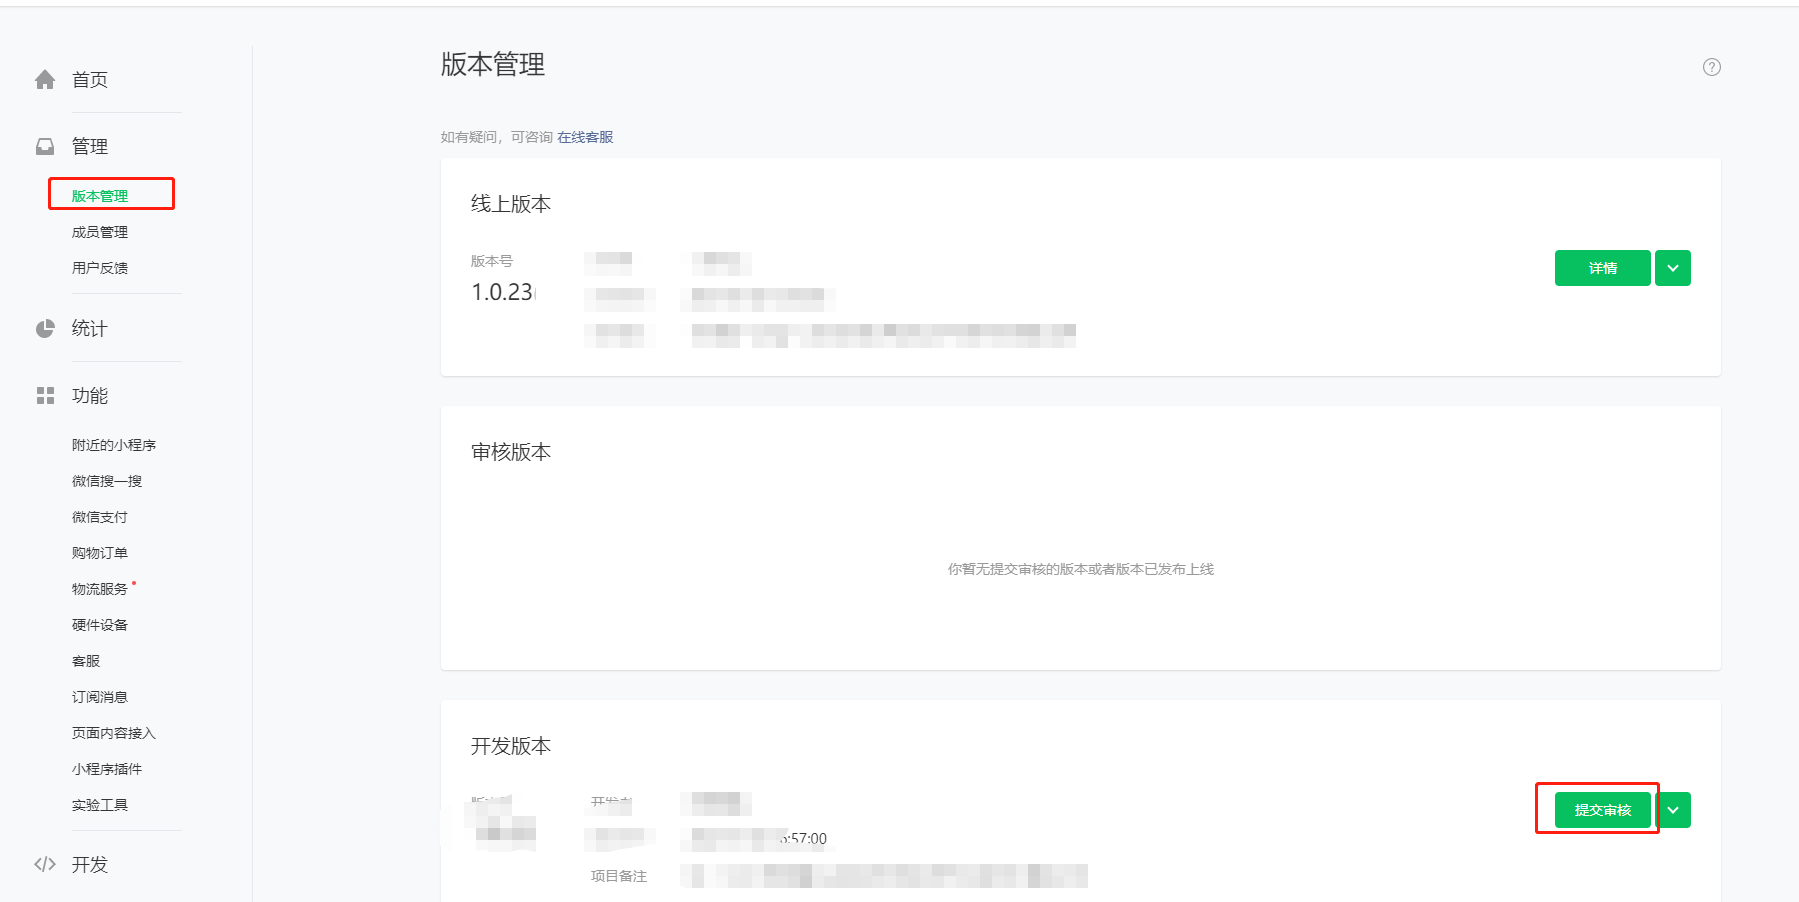 首页
管理
版本管理
成员管理
用户反馈
统计
功能
附近的小程序
微信搜一搜
微信支付
购物订单
物流服务
硬件设备
客服
订阅消息
页面内容接入
小程序插件
实验工具
开发
版本管理
如有疑问，可咨询 在线客服
线上版本
版本号
1.0.23
详情
审核版本
你暂无提交审核的版本或者版本已发布上线
开发版本
提交审核
:57:00
项目备注